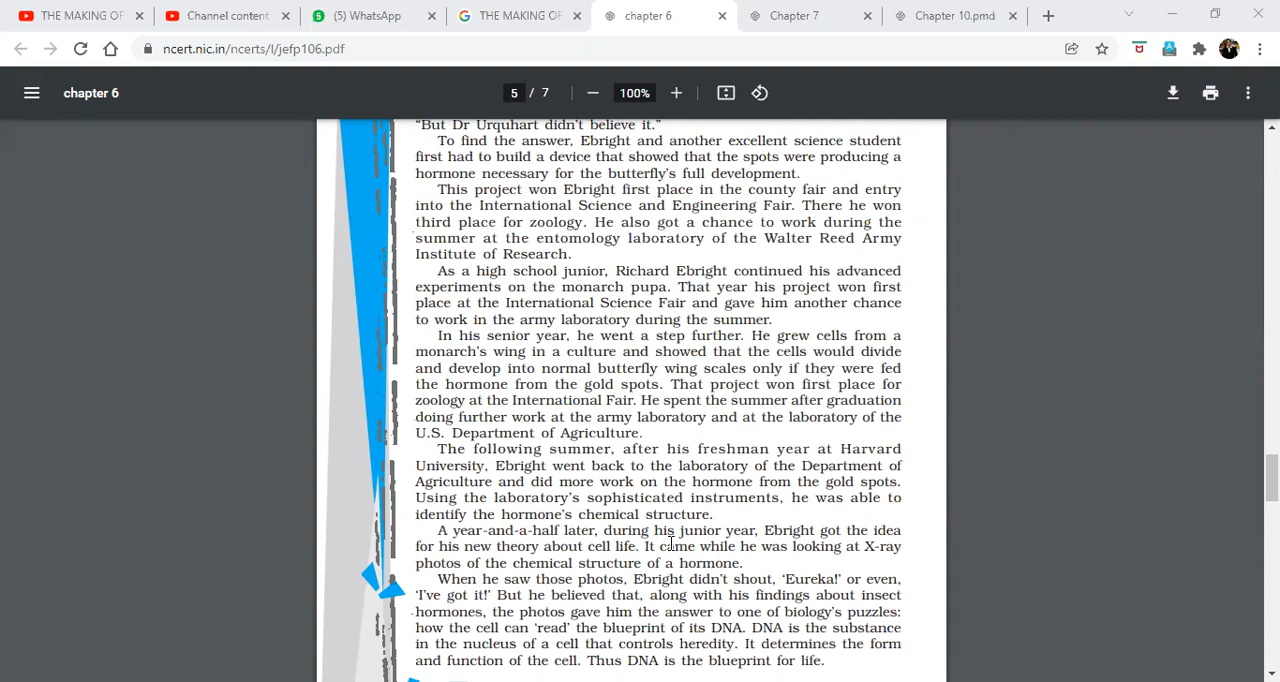 THE MAKING OF
Channel content
(5) WhatsApp
THE MAKING OF
chapter 6
Chapter 7
Chapter 10.pmd
ncert.nic.in/ncerts/l/jefp106.pdf
chapter 6
5 / 7
100%
"But Dr Urquhart didn't believe it."
To find the answer, Ebright and another excellent science student
first had to build a device that showed that the spots were producing a
hormone necessary for the butterfly's full development.
This project won Ebright first place in the county fair and entry
into the International Science and Engineering Fair. There he won
third place for zoology. He also got a chance to work during the
summer at the entomology laboratory of the Walter Reed Army
Institute of Research.
As a high school junior, Richard Ebright continued his advanced
experiments on the monarch pupa. That year his project won first
place at the International Science Fair and gave him another chance
to work in the army laboratory during the summer.
In his senior year, he went a step further. He grew cells from a
monarch's wing in a culture and showed that the cells would divide
and develop into normal butterfly wing scales only if they were fed
the hormone from the gold spots. That project won first place for
zoology at the International Fair. He spent the summer after graduation
doing further work at the army laboratory and at the laboratory of the
U.S. Department of Agriculture.
The following summer, after his freshman year at Harvard
University, Ebright went back to the laboratory of the Department of
Agriculture and did more work on the hormone from the gold spots.
Using the laboratory's sophisticated instruments, he was able to
identify the hormone's chemical structure.
A year-and-a-half later, during his junior year, Ebright got the idea
for his new theory about cell life. It came while he was looking at X-ray
photos of the chemical structure of a hormone.
When he saw those photos, Ebright didn't shout, 'Eureka!' or even,
'I've got it!' But he believed that, along with his findings about insect
hormones, the photos gave him the answer to one of biology's puzzles:
how the cell can 'read' the blueprint of its DNA. DNA is the substance
in the nucleus of a cell that controls heredity. It determines the form
and function of the cell. Thus DNA is the blueprint for life.